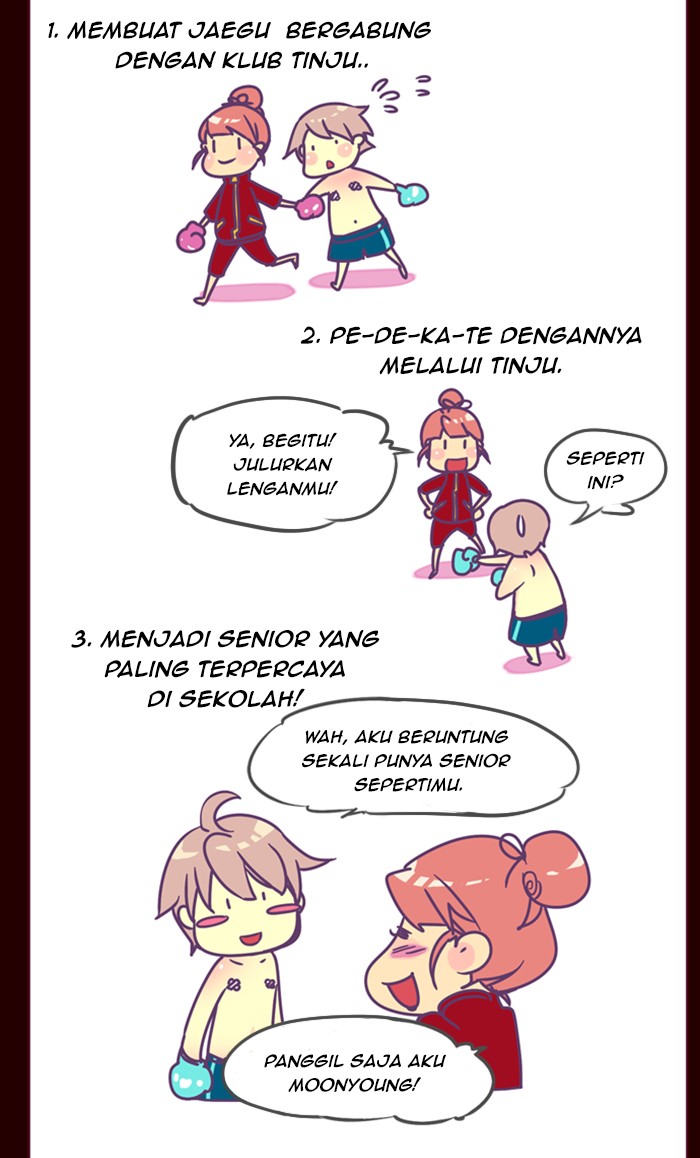 1. MEMBUAT JAEGU BERGABUNG
DENGAN KLUB TINJU..
2. PE-DE-KA-TE DENGANNYA
MELALUI TINJU.
YA, BEGITU!
JULURKAN
LENGANMU!
SEPERTI
INI?
3. MENJADI SENIOR YANG
PALING TERPERCAYA
DI SEKOLAH!
WAH, AKU BERUNTUNG
SEKALI PUNYA SENIOR
SEPERTIMU.
PANGGIL SAJA AKU
MOONYOUNG!